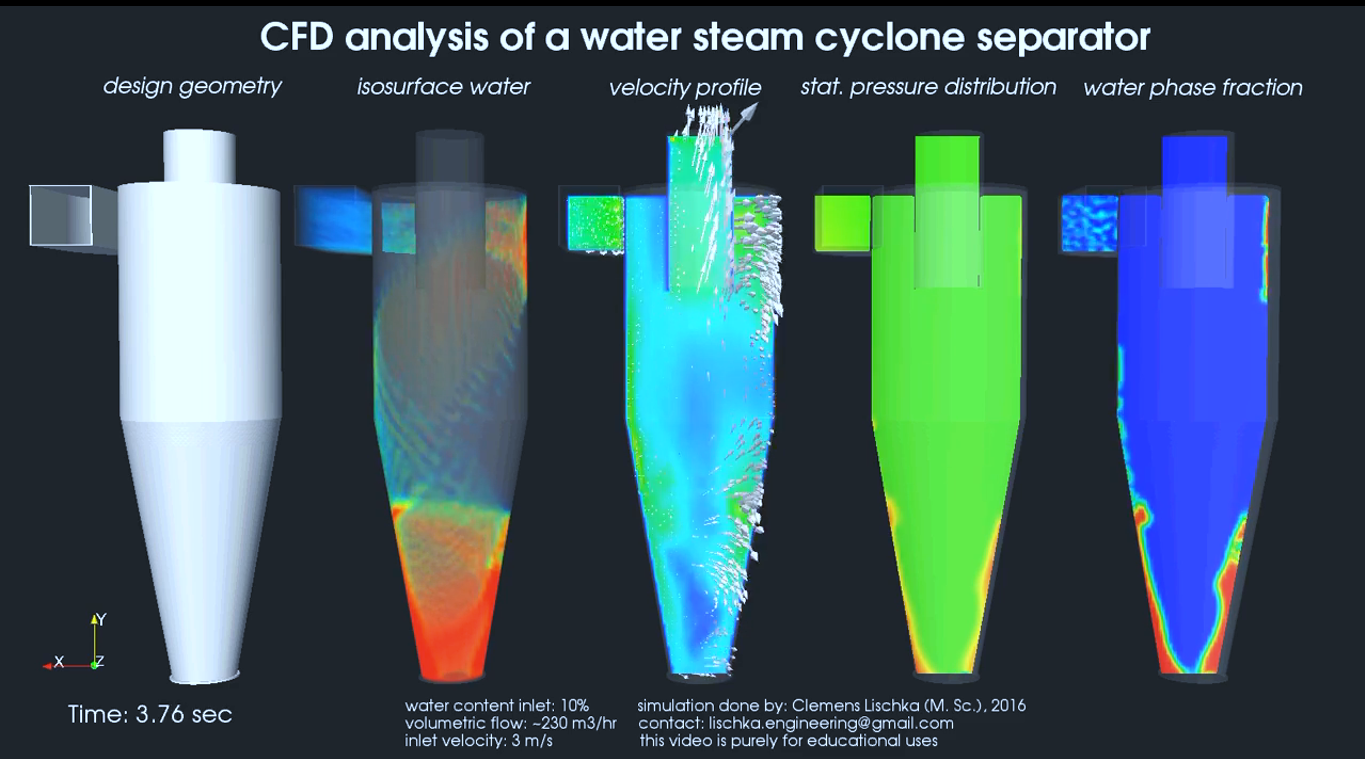 CFD analysis of a water steam cyclone separator
design geometry
isosurface water
velocity profile
stat. pressure distribution
water phase fraction
Y
X
Z
Time: 3.76 sec
water content inlet: 10%
volumetric flow: ~230 m3/hr
inlet velocity: 3 m/s
simulation done by: Clemens Lischka (M. Sc.), 2016
contact: lischka.engineering@gmail.com
this video is purely for educational uses